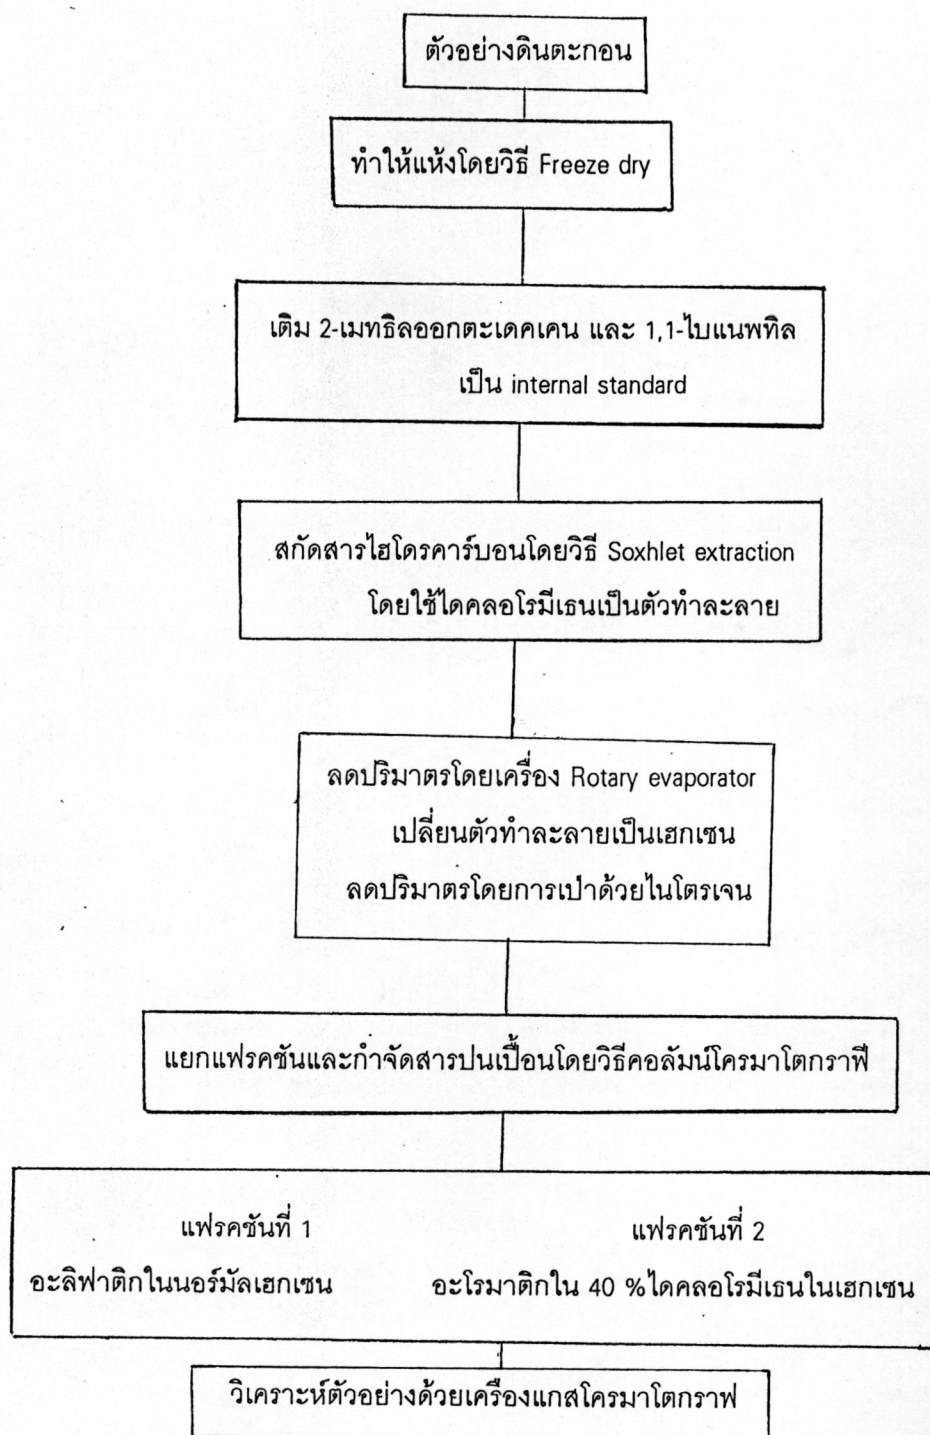 ตัวอย่างดินตะกอน
ทำให้แห้งโดยวิธี Freeze dry
เติม 2-เมทธิลออกตะเดคเคน และ 1,1-ไบแนพทิล
เป็น internal standard
สกัดสารไฮโดรคาร์บอนโดยวิธี Soxhlet extraction
โดยใช้ไดคลอโรมีเธนเป็นตัวทำละลาย
ลดปริมาตรโดยเครื่อง Rotary evaporator
เปลี่ยนตัวทำละลายเป็นเฮกเซน
ลดปริมาตรโดยการเป่าด้วยไนโตรเจน
แยกแฟรคชันและกำจัดสารปนเปื้อนโดยวิธีคอลัมน์โครมาโตกราฟี
แฟรคชันที่ 1
อะลิฟาติกในนอร์มัลเฮกเซน
แฟรคชันที่ 2
อะโรมาติกใน 40 %ไดคลอโรมีเธนในเฮกเซน
วิเคราะห์ตัวอย่างด้วยเครื่องแกสโครมาโตกราฟ